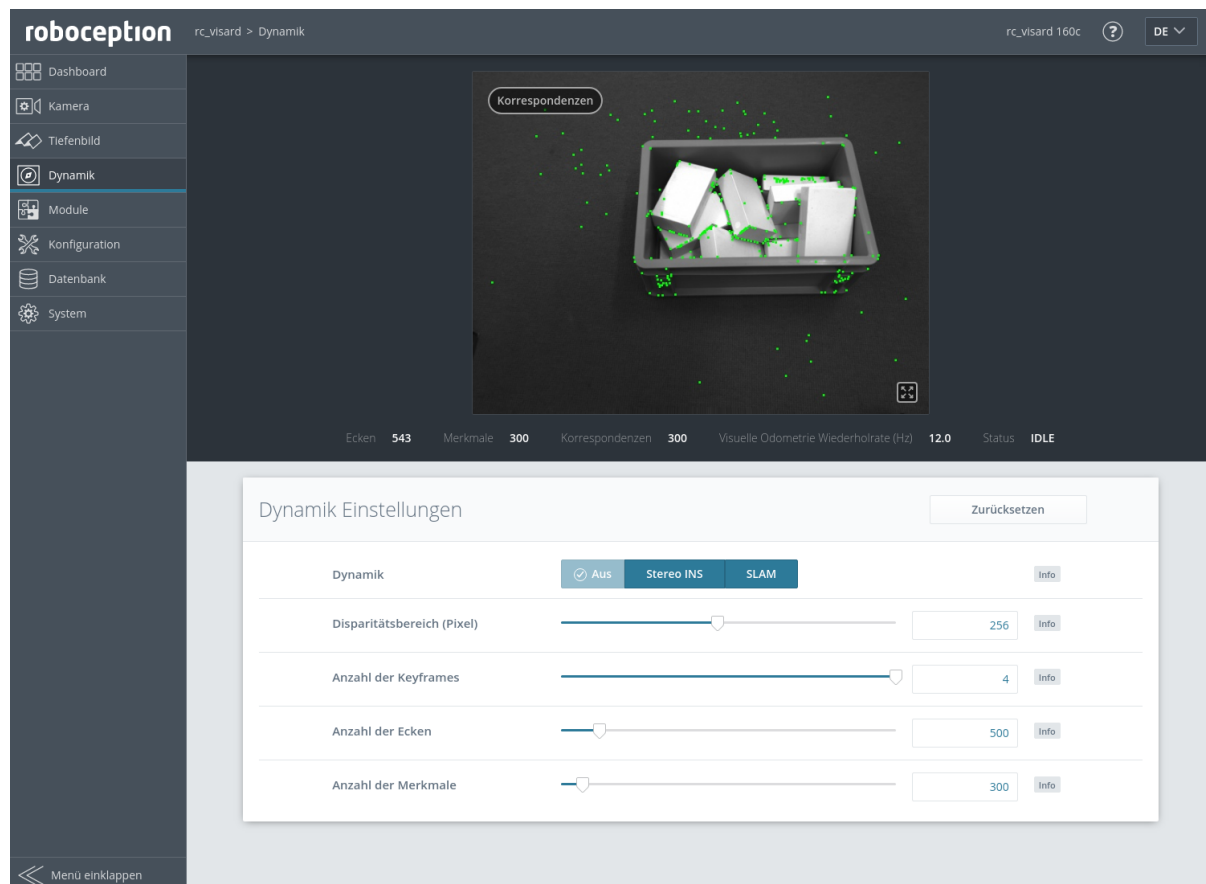 roboception
rc_visard > Dynamik
rc_visard 160c
?
DE
Dashboard
Kamera
Tiefenbild
Dynamik
Module
Konfiguration
Datenbank
System
Menü einklappen
Korrespondenzen
Ecken 543 Merkmale 300 Korrespondenzen 300 Visuelle Odometrie Wiederholrate (Hz) 12.0 Status IDLE
Dynamik Einstellungen
Zurücksetzen
Dynamik Aus Stereo INS SLAM Info
Disparitätsbereich (Pixel) 256 Info
Anzahl der Keyframes 4 Info
Anzahl der Ecken 500 Info
Anzahl der Merkmale 300 Info